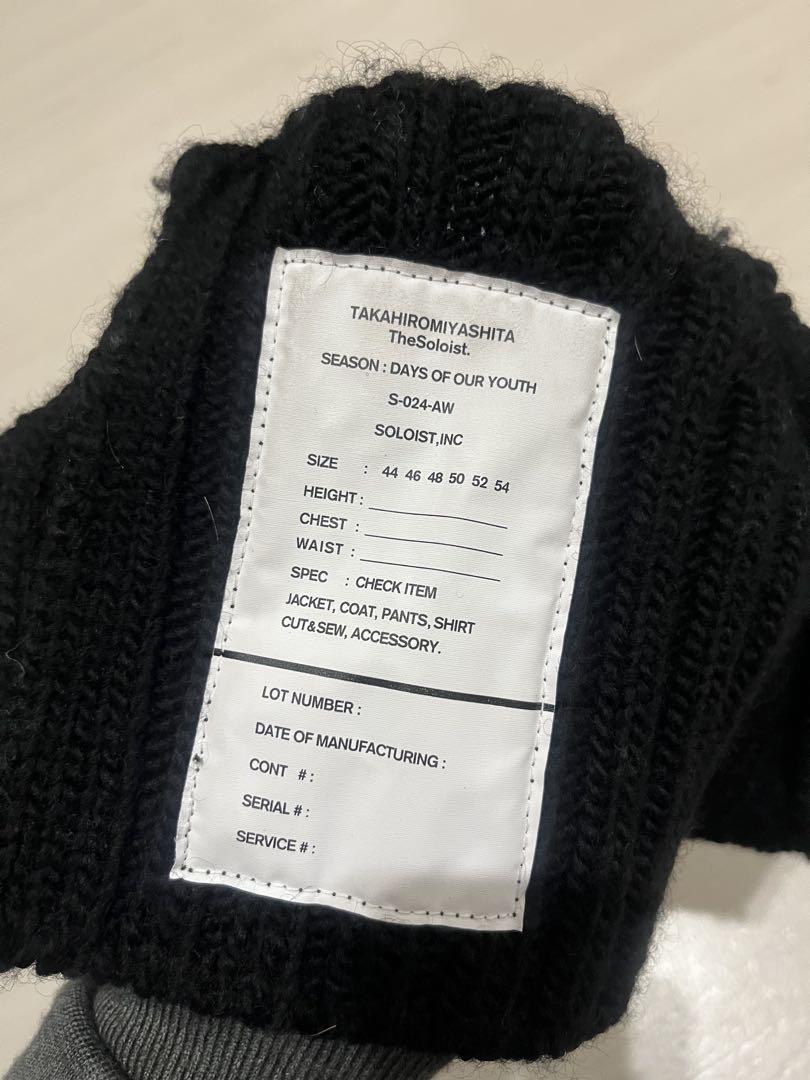 TAKAHIROMIYASHITA
TheSoloist.
SEASON : DAYS OF OUR YOUTH
S-024-AW
SOLOIST,INC
SIZE : 44 46 48 50 52 54
HEIGHT :
CHEST :
WAIST :
SPEC : CHECK ITEM
JACKET, COAT, PANTS, SHIRT
CUT&SEW, ACCESSORY.
LOT NUMBER :
DATE OF MANUFACTURING :
CONT # :
SERIAL # :
SERVICE # :